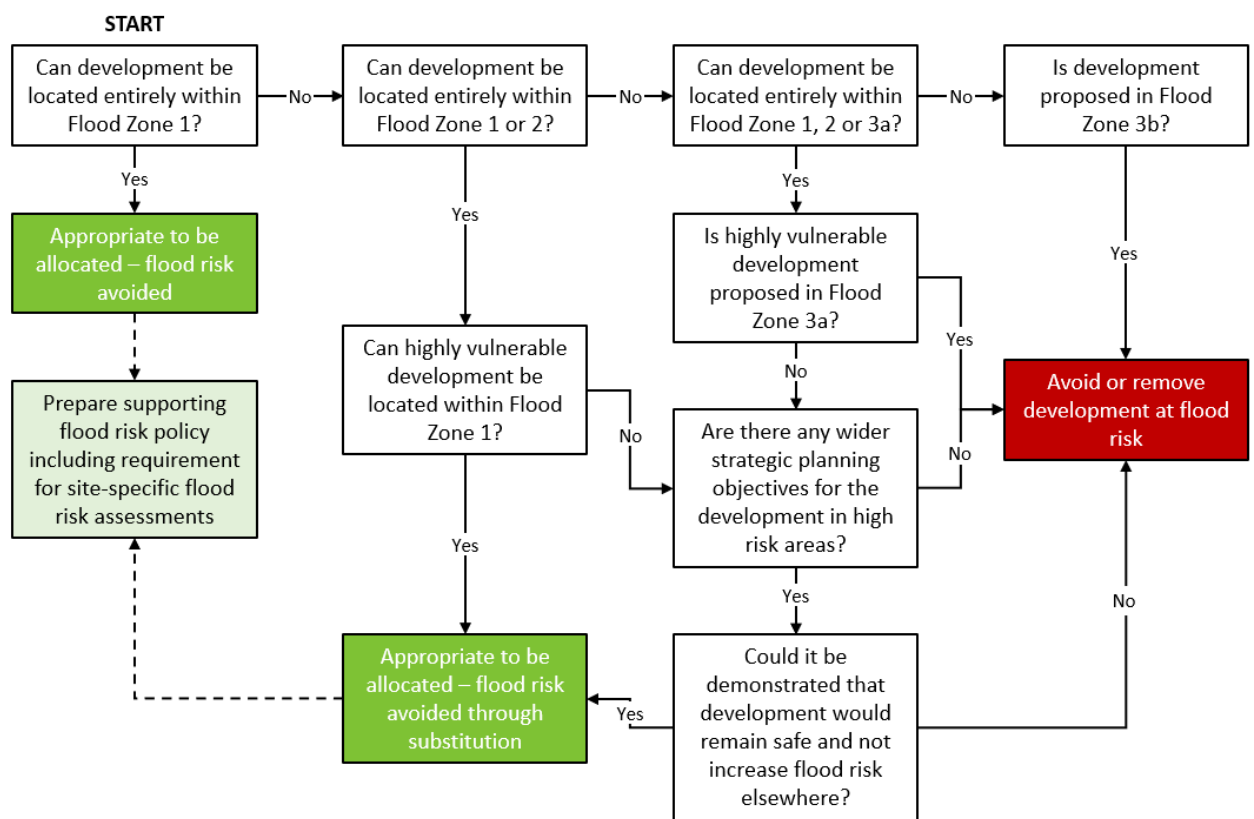 START
Can development be
located entirely within
Flood Zone 1?
No
Can development be
located entirely within
Flood Zone 1 or 2?
No
Can development be
located entirely within
Flood Zone 1, 2 or 3a?
No
Is development
proposed in Flood
Zone 3b?
Yes
Yes
Yes
Yes
Appropriate to be
allocated – flood risk
avoided
Is highly vulnerable
development
proposed in Flood
Zone 3a?
Yes
No
Can highly vulnerable
development be
located within Flood
Zone 1?
No
Yes
Avoid or remove
development at flood
risk
Prepare supporting
flood risk policy
including requirement
for site-specific flood
risk assessments
Are there any wider
strategic planning
objectives for the
development in high
risk areas?
No
Yes
No
Appropriate to be
allocated – flood risk
avoided through
substitution
Yes
Could it be
demonstrated that
development would
remain safe and not
increase flood risk
elsewhere?